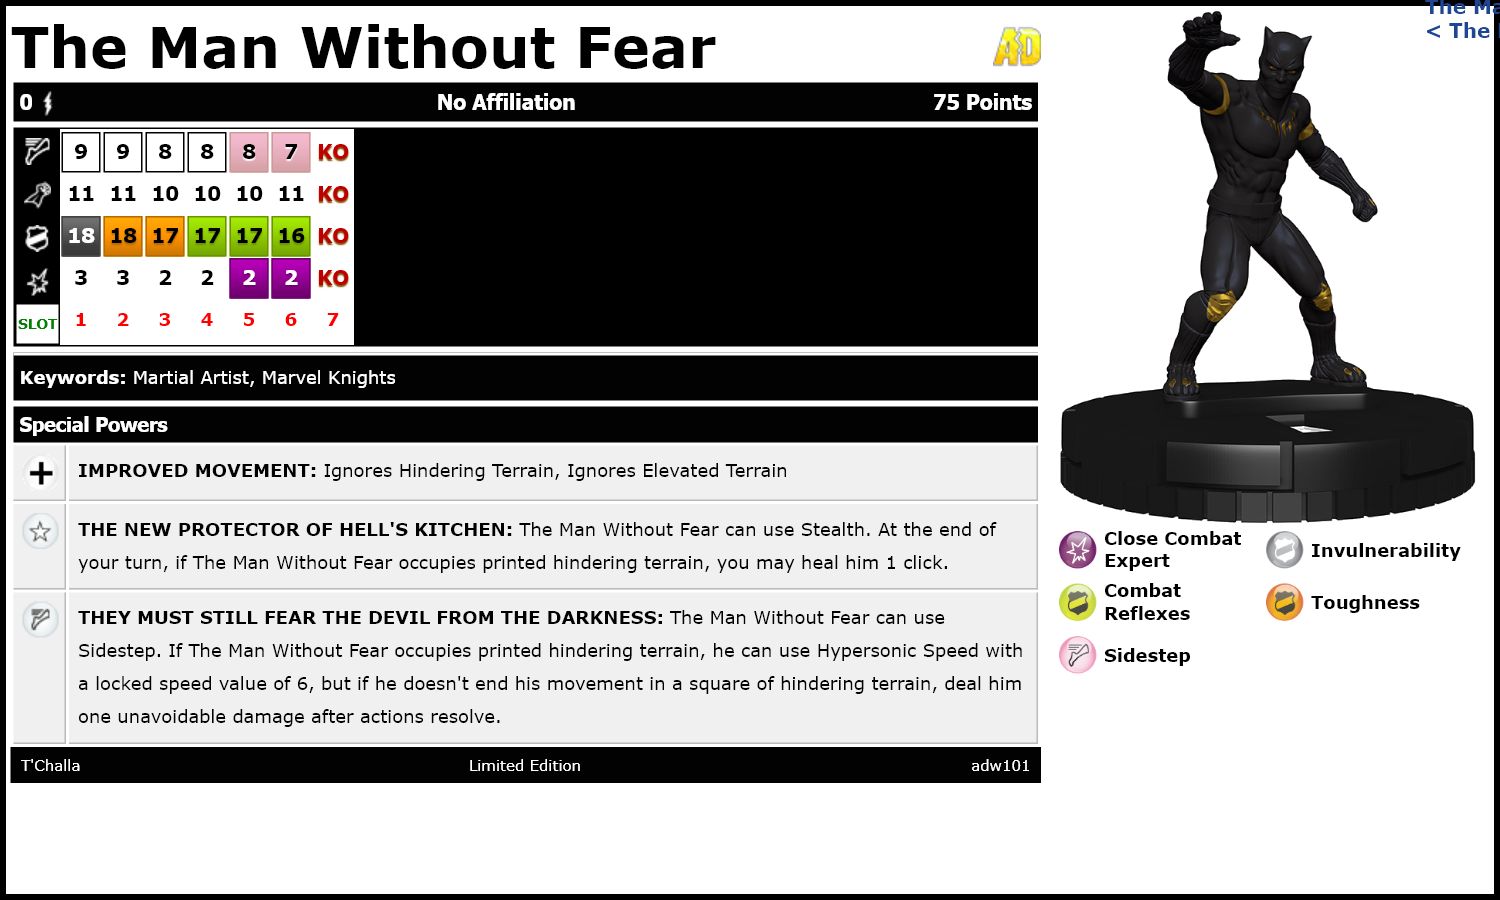 The Man Without Fear
The Ma
< The
0 No Affiliation 75 Points
9 9 8 8 8 7 KO
11 11 10 10 10 11 KO
18 18 17 17 17 16 KO
3 3 2 2 2 2 KO
SLOT 1 2 3 4 5 6 7
Keywords: Martial Artist, Marvel Knights
Special Powers
IMPROVED MOVEMENT: Ignores Hindering Terrain, Ignores Elevated Terrain
THE NEW PROTECTOR OF HELL'S KITCHEN: The Man Without Fear can use Stealth. At the end of
your turn, if The Man Without Fear occupies printed hindering terrain, you may heal him 1 click.
THEY MUST STILL FEAR THE DEVIL FROM THE DARKNESS: The Man Without Fear can use
Sidestep. If The Man Without Fear occupies printed hindering terrain, he can use Hypersonic Speed with
a locked speed value of 6, but if he doesn't end his movement in a square of hindering terrain, deal him
one unavoidable damage after actions resolve.
T'Challa Limited Edition adw101
Close Combat
Expert
Invulnerability
Combat
Reflexes
Toughness
Sidestep